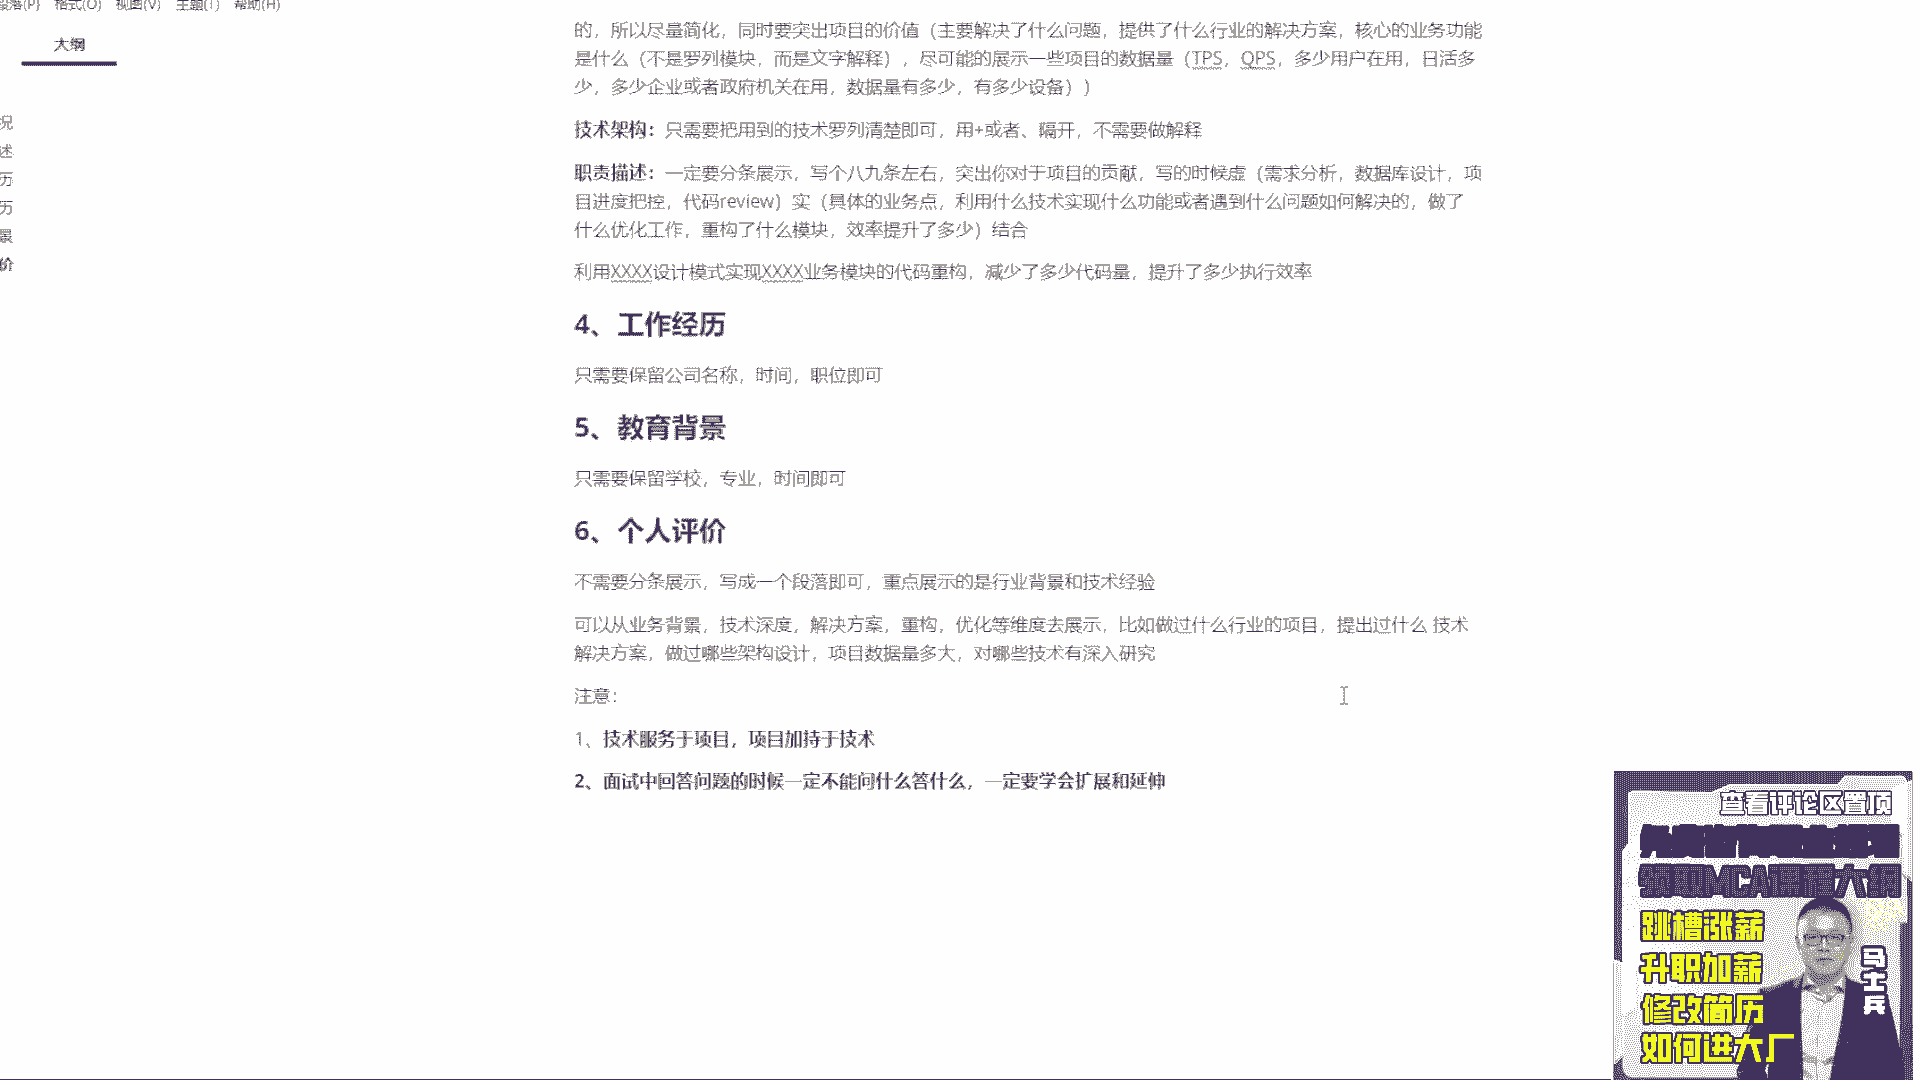 段落(P) 格式(O) 视图(V) 主题(T) 帮助(H)
大纲
况
述
历
历
景
价
的，所以尽量简化，同时要突出项目的价值（主要解决了什么问题，提供了什么行业的解决方案，核心的业务功能
是什么（不是罗列模块，而是文字解释），尽可能的展示一些项目的数据量（TPS，QPS，多少用户在用，日活多
少，多少企业或者政府机关在用，数据量有多少，有多少设备））
技术架构：只需要把用到的技术罗列清楚即可，用+或者、隔开，不需要做解释
职责描述：一定要分条展示，写个八九条左右，突出你对于项目的贡献，写的时候虚（需求分析，数据库设计，项
目进度把控，代码review）实（具体的业务点，利用什么技术实现什么功能或者遇到什么问题如何解决的，做了
什么优化工作，重构了什么模块，效率提升了多少）结合
利用XXXX设计模式实现XXXX业务模块的代码重构，减少了多少代码量，提升了多少执行效率
4、工作经历
只需要保留公司名称，时间，职位即可
5、教育背景
只需要保留学校，专业，时间即可
6、个人评价
不需要分条展示，写成一个段落即可，重点展示的是行业背景和技术经验
可以从业务背景，技术深度，解决方案，重构，优化等维度去展示，比如做过什么行业的项目，提出过什么 技术
解决方案，做过哪些架构设计，项目数据量多大，对哪些技术有深入研究
注意：
1、技术服务于项目，项目加持于技术
2、面试中回答问题的时候一定不能问什么答什么，一定要学会扩展和延伸
查看评论区置顶
领取MCA课程大纲
跳槽涨薪
升职加薪
修改简历
如何进大厂
马士兵